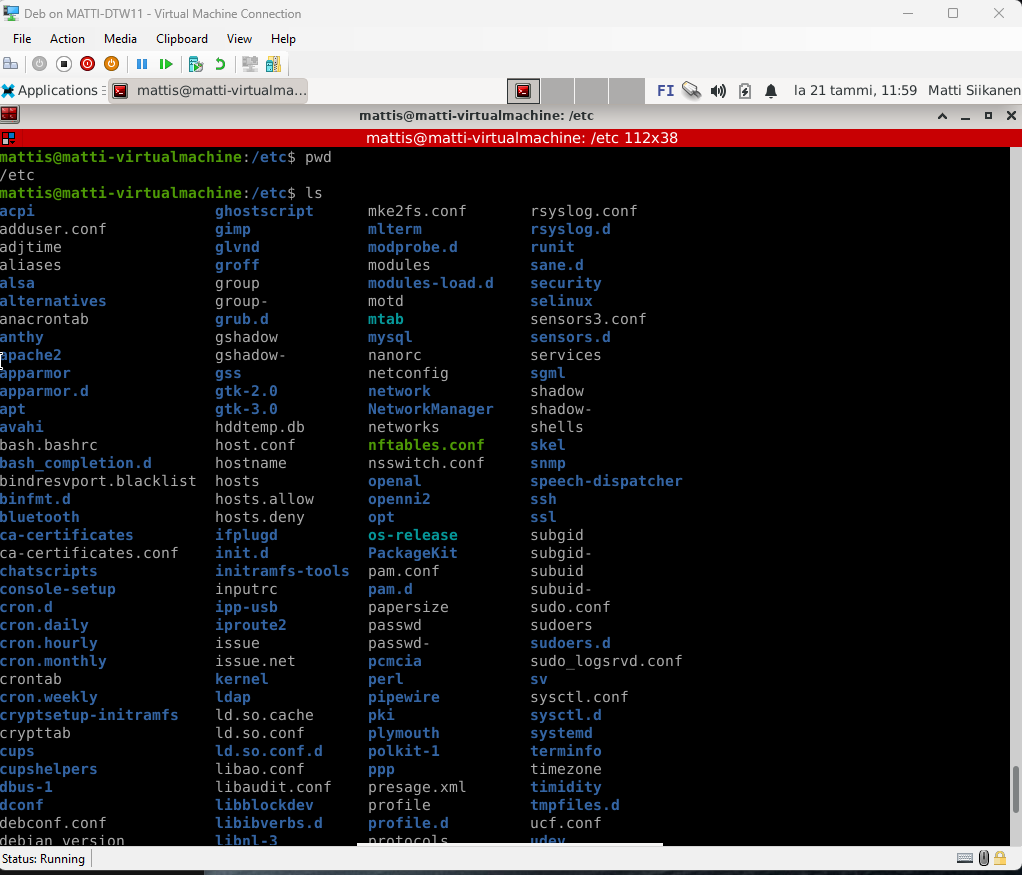 Deb on MATTI-DTW11 - Virtual Machine Connection
File Action Media Clipboard View Help
Applications mattis@matti-virtualma... FI la 21 tammi, 11:59 Matti Siikanen
mattis@matti-virtualmachine: /etc
mattis@matti-virtualmachine: /etc 112x38
mattis@matti-virtualmachine:/etc$ pwd
/etc
mattis@matti-virtualmachine:/etc$ ls
acpi ghostscript mke2fs.conf rsyslog.conf
adduser.conf gimp mlterm rsyslog.d
adjtime glvnd modprobe.d runit
aliases groff modules sane.d
alsa group modules-load.d security
alternatives group- motd selinux
anacrontab grub.d mtab sensors3.conf
anthy gshadow mysql sensors.d
apache2 gshadow- nanorc services
apparmor gss netconfig sgml
apparmor.d gtk-2.0 network shadow
apt gtk-3.0 NetworkManager shadow-
avahi hddtemp.db networks shells
bash.bashrc host.conf nftables.conf skel
bash_completion.d hostname nsswitch.conf snmp
bindresvport.blacklist hosts openal speech-dispatcher
binfmt.d hosts.allow openni2 ssh
bluetooth hosts.deny opt ssl
ca-certificates ifplugd os-release subgid
ca-certificates.conf init.d PackageKit subgid-
chatscripts initramfs-tools pam.conf subuid
console-setup inputrc pam.d subuid-
cron.d ipp-usb papersize sudo.conf
cron.daily iproute2 passwd sudoers
cron.hourly issue passwd- sudoers.d
cron.monthly issue.net pcmcia sudo_logsrvd.conf
crontab kernel perl sv
cron.weekly ldap pipewire sysctl.conf
cryptsetup-initramfs ld.so.cache pki sysctl.d
crypttab ld.so.conf plymouth systemd
cups ld.so.conf.d polkit-1 terminfo
cupshelpers libao.conf ppp timezone
dbus-1 libaudit.conf presage.xml timidity
dconf libblockdev profile tmpfiles.d
debconf.conf libibverbs.d profile.d ucf.conf
debian_version libnl-3 protocols udev
Status: Running